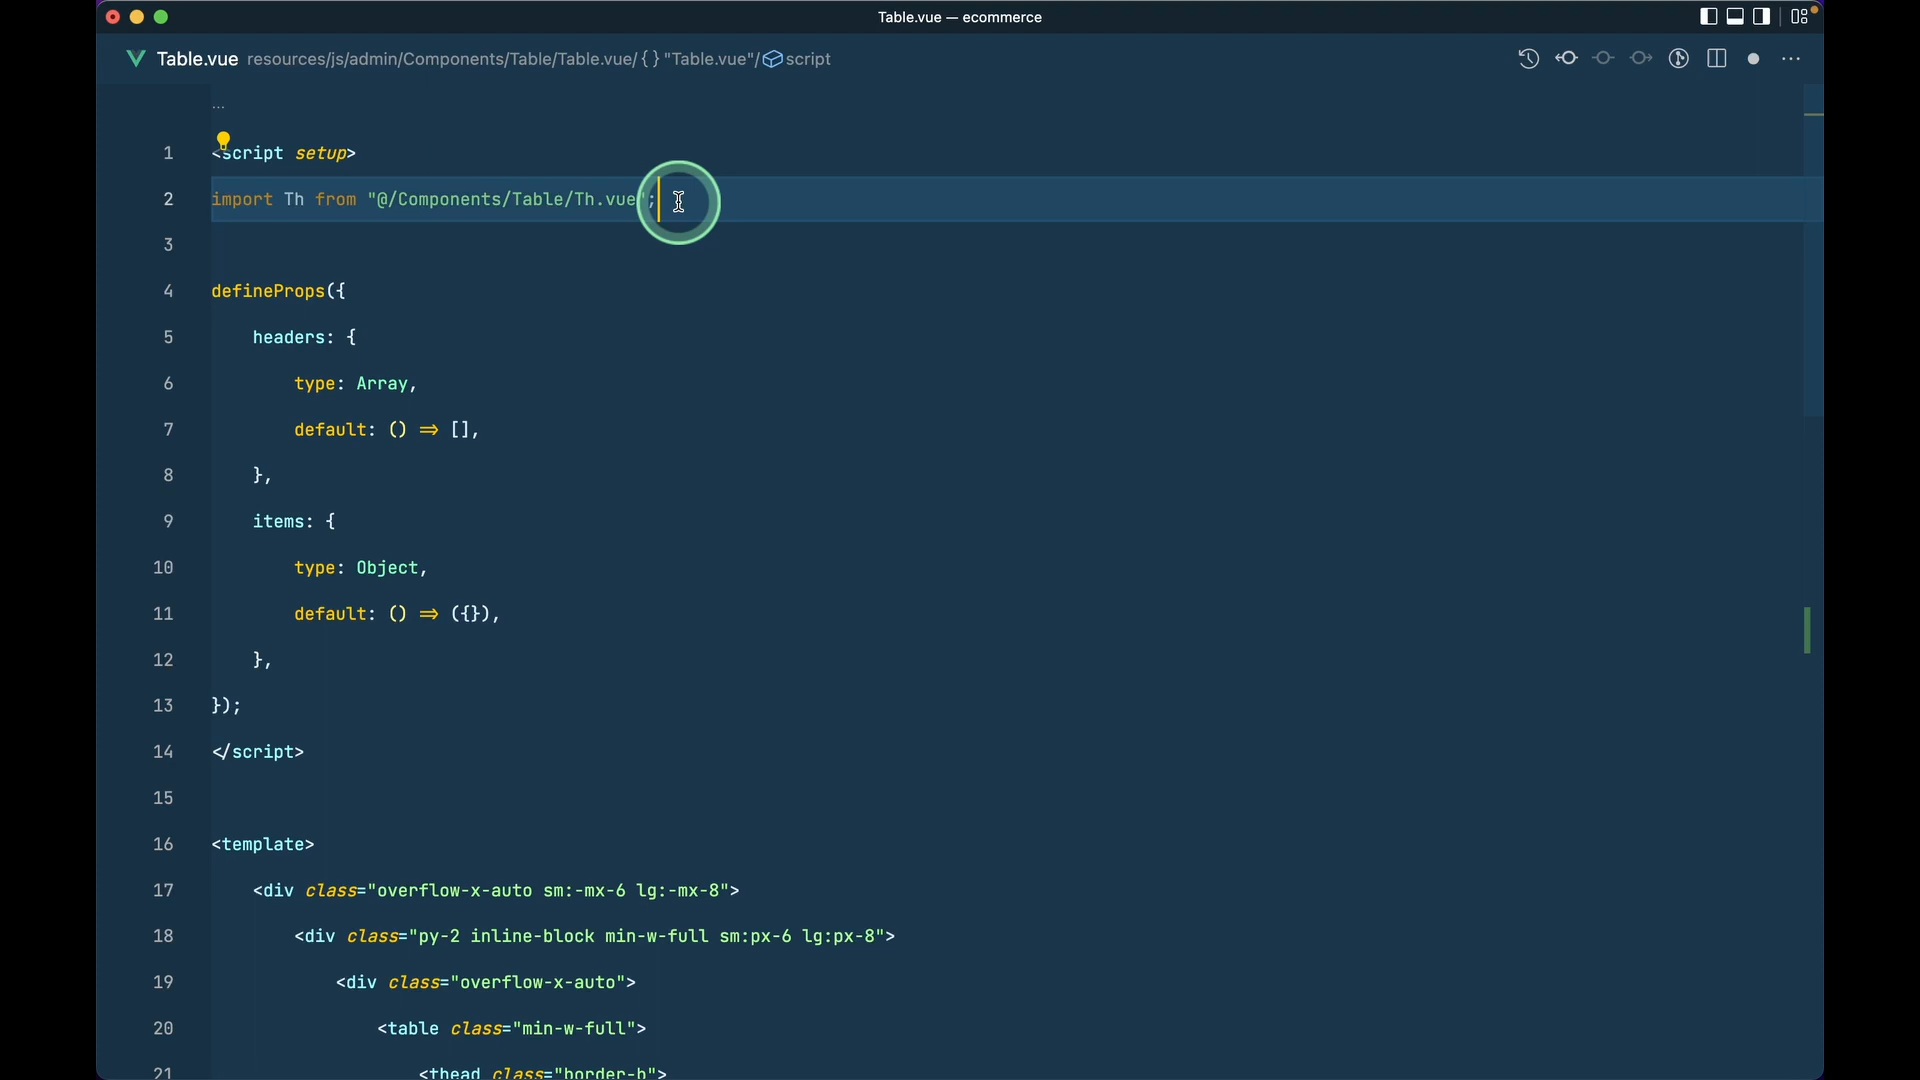 Table.vue — ecommerce
Table.vue resources/js/admin/Components/Table/Table.vue/ {} "Table.vue"/ script
...
1 <script setup>
2 import Th from "@/Components/Table/Th.vue";
3
4 defineProps({
5 headers: {
6 type: Array,
7 default: () => [],
8 },
9 items: {
10 type: Object,
11 default: () => ({}),
12 },
13 });
14 </script>
15
16 <template>
17 <div class="overflow-x-auto sm:-mx-6 lg:-mx-8">
18 <div class="py-2 inline-block min-w-full sm:px-6 lg:px-8">
19 <div class="overflow-x-auto">
20 <table class="min-w-full">
21 <thead class="border-b">